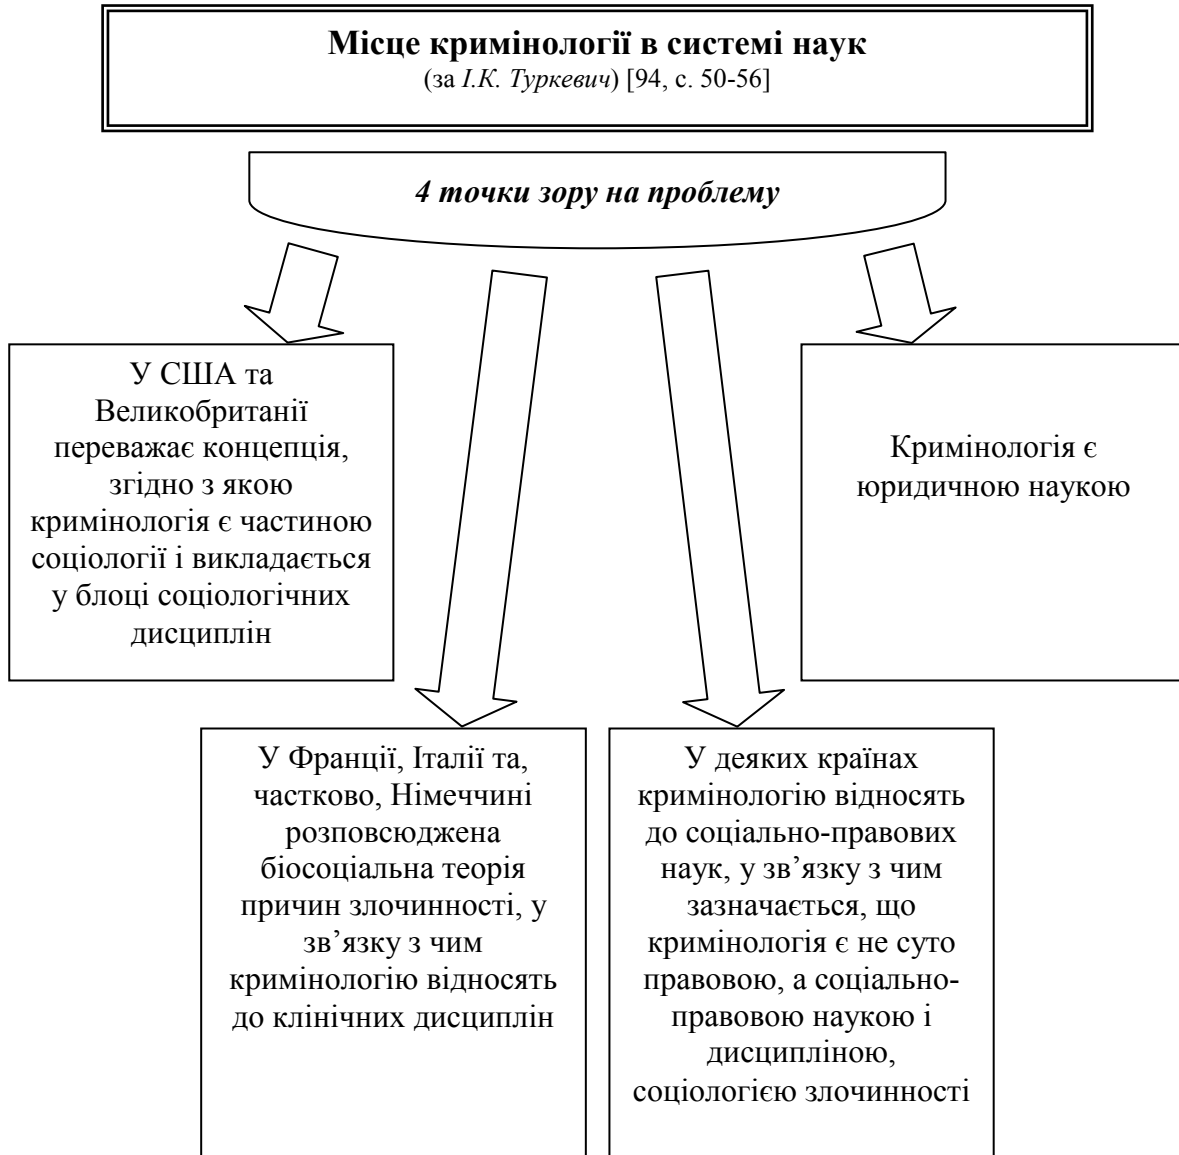 Місце кримінології в системі наук
(за І.К. Туркевич) [94, с. 50-56]
4 точки зору на проблему
У США та
Великобританії
переважає концепція,
згідно з якою
кримінологія є частиною
соціології і викладається
у блоці соціологічних
дисциплін
Кримінологія є
юридичною наукою
У Франції, Італії та,
частково, Німеччині
розповсюджена
біосоціальна теорія
причин злочинності, у
зв’язку з чим
кримінологію відносять
до клінічних дисциплін
У деяких країнах
кримінологію відносять
до соціально-правових
наук, у зв’язку з чим
зазначається, що
кримінологія є не суто
правовою, а соціально-
правовою наукою і
дисципліною,
соціологією злочинності